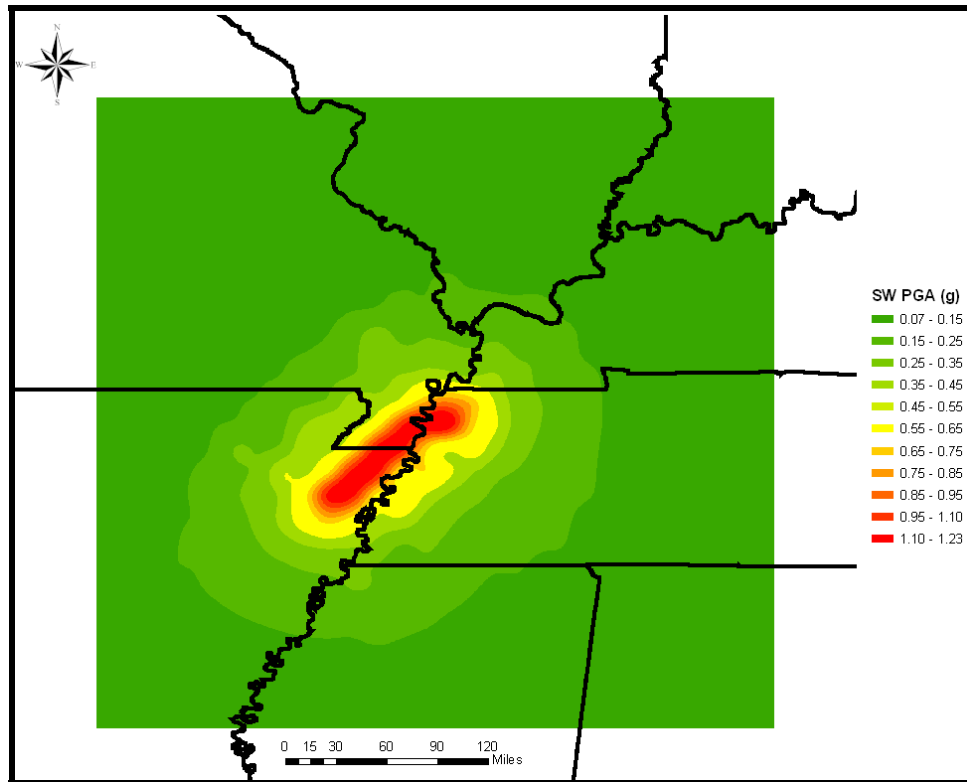 N
W E
S
SW PGA (g)
0.07 - 0.15
0.15 - 0.25
0.25 - 0.35
0.35 - 0.45
0.45 - 0.55
0.55 - 0.65
0.65 - 0.75
0.75 - 0.85
0.85 - 0.95
0.95 - 1.10
1.10 - 1.23
0 15 30 60 90 120
Miles